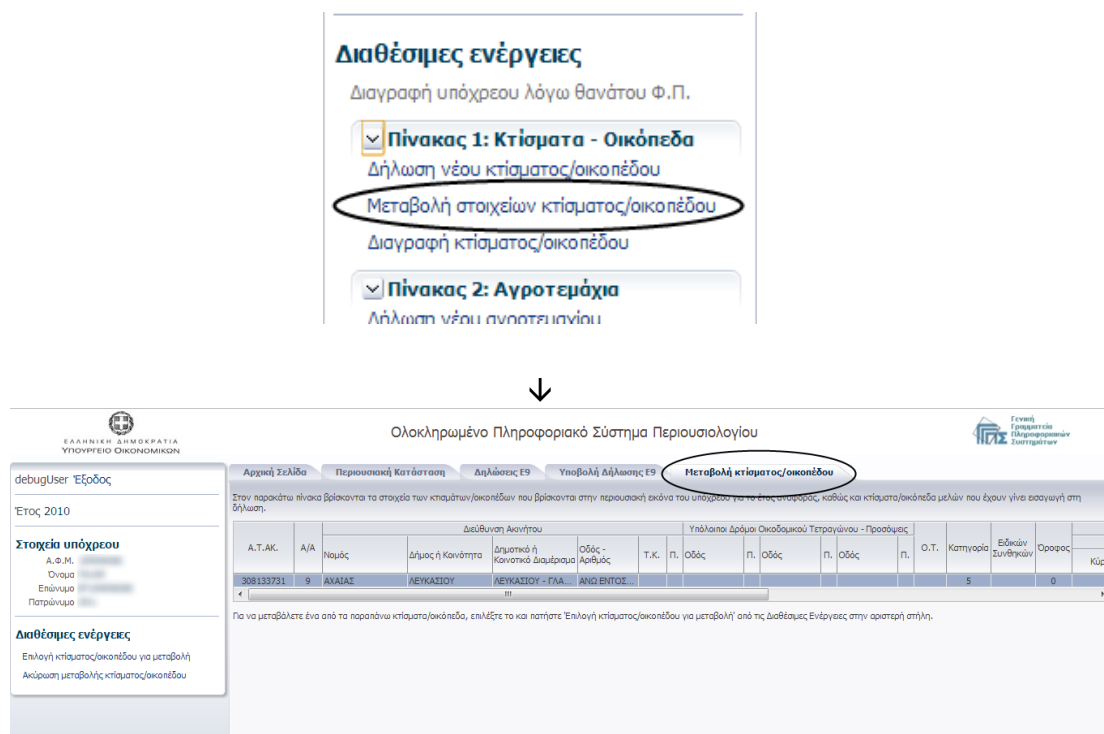 Διαθέσιμες ενέργειες
Διαγραφή υπόχρεου λόγω θανάτου Φ.Π.
Πίνακας 1: Κτίσματα - Οικόπεδα
Δήλωση νέου κτίσματος/οικοπέδου
Μεταβολή στοιχείων κτίσματος/οικοπέδου
Διαγραφή κτίσματος/οικοπέδου
Πίνακας 2: Αγροτεμάχια
Δήλωση νέου αγροτεμαχίου
ΕΛΛΗΝΙΚΗ ΔΗΜΟΚΡΑΤΙΑ
ΥΠΟΥΡΓΕΙΟ ΟΙΚΟΝΟΜΙΚΩΝ
Ολοκληρωμένο Πληροφοριακό Σύστημα Περιουσιολογίου
Γενική
Γραμματεία
Πληροφοριακών
Συστημάτων
debugUser Έξοδος
Έτος 2010
Στοιχεία υπόχρεου
Α.Φ.Μ.
Όνομα
Επώνυμο
Πατρώνυμο
Διαθέσιμες ενέργειες
Επιλογή κτίσματος/οικοπέδου για μεταβολή
Ακύρωση μεταβολής κτίσματος/οικοπέδου
Αρχική Σελίδα Περιουσιακή Κατάσταση Δηλώσεις Ε9 Υποβολή Δήλωσης Ε9 Μεταβολή κτίσματος/οικοπέδου
Στον παρακάτω πίνακα βρίσκονται τα στοιχεία των κτισμάτων/οικοπέδων που βρίσκονται στην περιουσιακή εικόνα του υπόχρεου για το έτος αναφοράς, καθώς και κτίσματα/οικόπεδα μελών που έχουν γίνει εισαγωγή στη
δήλωση.
Διεύθυνση Ακινήτου Υπόλοιποι Δρόμοι Οικοδομικού Τετραγώνου - Προσόψεις
Α.Τ.ΑΚ. Α/Α Νομός Δήμος ή Κοινότητα Δημοτικό ή Κοινοτικό Διαμέρισμα Οδός - Αριθμός Τ.Κ. Π. Οδός Π. Οδός Π. Οδός Π. Ο.Τ. Κατηγορία Ειδικών Συνθηκών Όροφος Κύρ
308133731 9 ΑΧΑΙΑΣ ΛΕΥΚΑΣΙΟΥ ΛΕΥΚΑΣΙΟΥ - ΓΛΑ... ΑΝΩ ΕΝΤΟΣ... 5 0
Για να μεταβάλετε ένα από τα παραπάνω κτίσματα/οικόπεδα, επιλέξτε το και πατήστε 'Επιλογή κτίσματος/οικοπέδου για μεταβολή' από τις Διαθέσιμες Ενέργειες στην αριστερή στήλη.